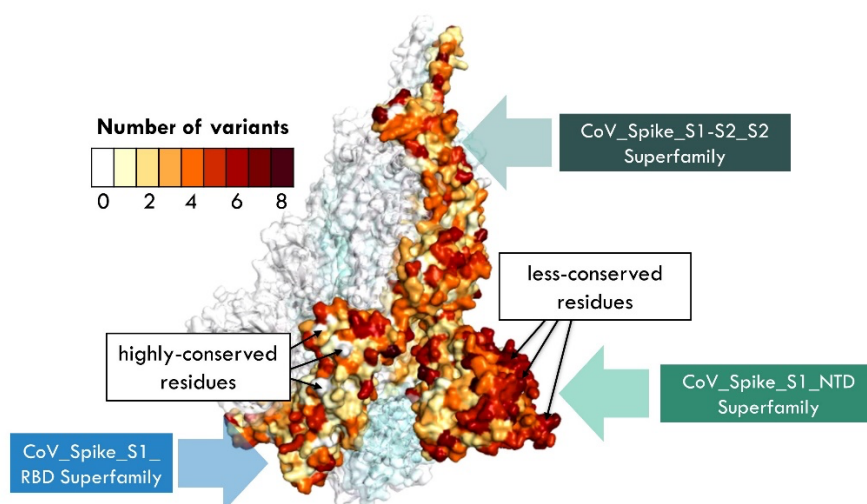 CoV_Spike_S1-S2_S2
Superfamily
Number of variants
0 2 4 6 8
less-conserved
residues
highly-conserved
residues
CoV_Spike_S1_NTD
Superfamily
CoV_Spike_S1_
RBD Superfamily